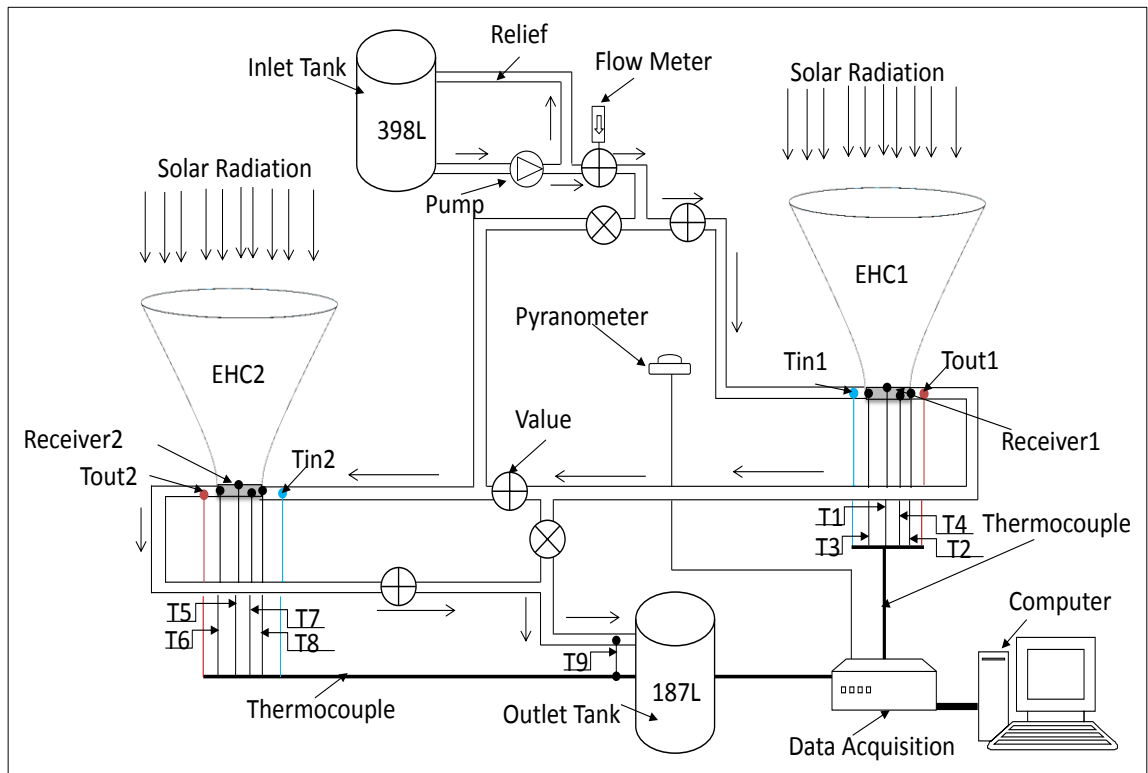 Relief
Inlet Tank
Flow Meter
Solar Radiation
398L
Solar Radiation
Pump
EHC1
Pyranometer
EHC2
Tin1
Tout1
Value
Receiver2
Receiver1
Tout2
Tin2
T1
T4
Thermocouple
T3
T2
T5
T7
Computer
T6
T8
T9
187L
Thermocouple
Outlet Tank
Data Acquisition